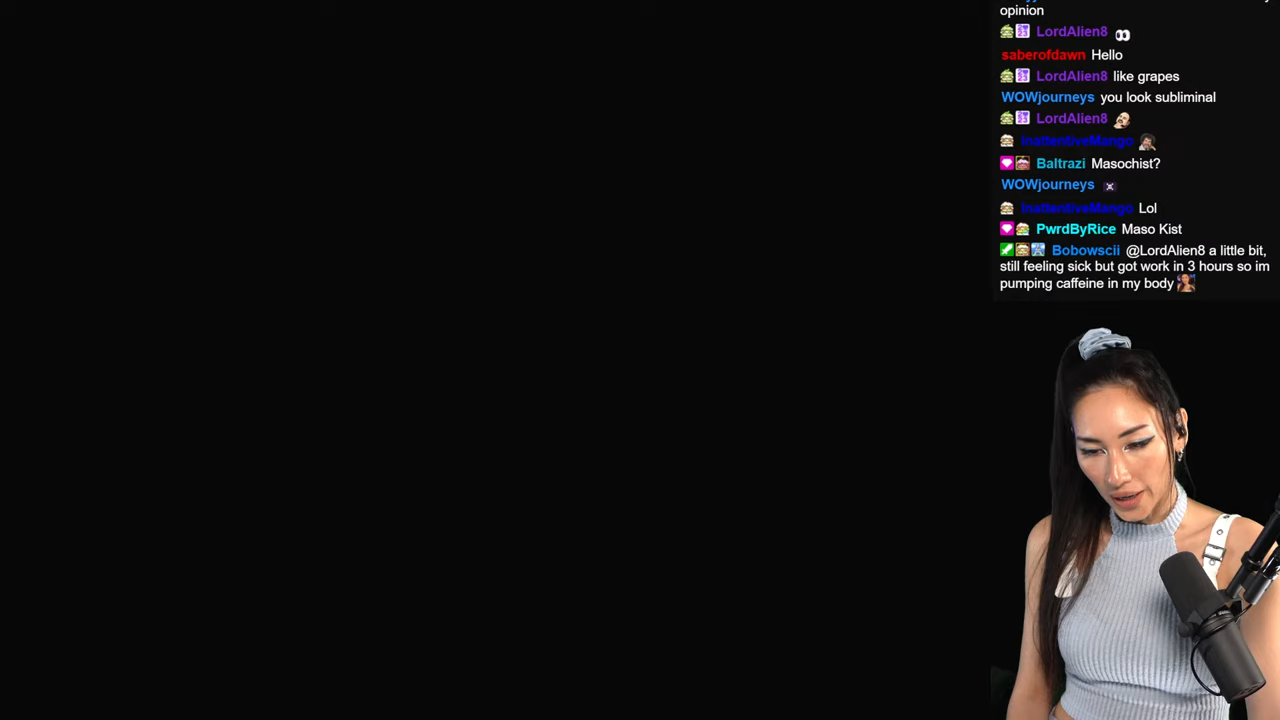 opinion
LordAlien8
saberofdawn Hello
LordAlien8 like grapes
WOWjourneys you look subliminal
LordAlien8
InattentiveMango
Baltrazi Masochist?
WOWjourneys
InattentiveMango Lol
PwrdByRice Maso Kist
Bobowscii @LordAlien8 a little bit,
still feeling sick but got work in 3 hours so im
pumping caffeine in my body